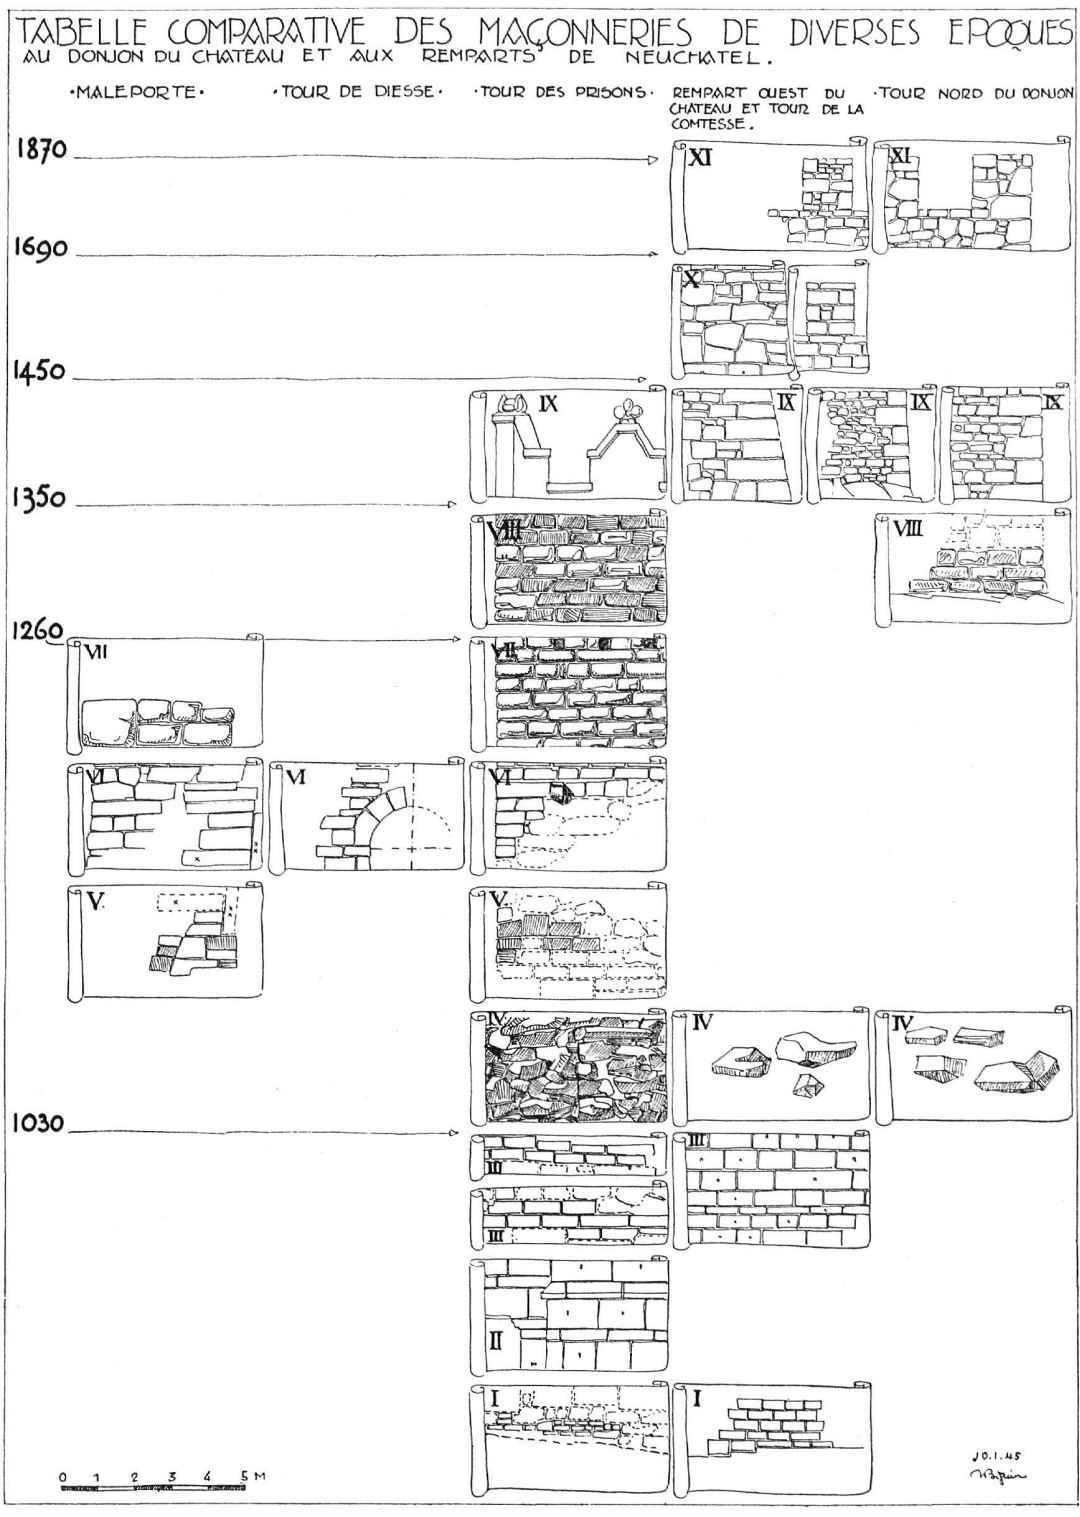 TABELLE COMPARATIVE DES MAÇONNERIES DE DIVERSES EPOQUES
AU DONJON DU CHATEAU ET AUX REMPARTS DE NEUCHATEL.
·MALEPORTE· ·TOUR DE DIESSE· ·TOUR DES PRISONS· REMPART OUEST DU ·TOUR NORD DU DONJON
CHATEAU ET TOUR DE LA
COMTESSE.
1870
XI XI
1690
X
1450
IX IX IX IX
1350
VIII VIII
1260
VII VII
VI VI VI
V. V.
IV IV IV
1030
III III
III
II
I I
10.1.45
0 1 2 3 4 5 M